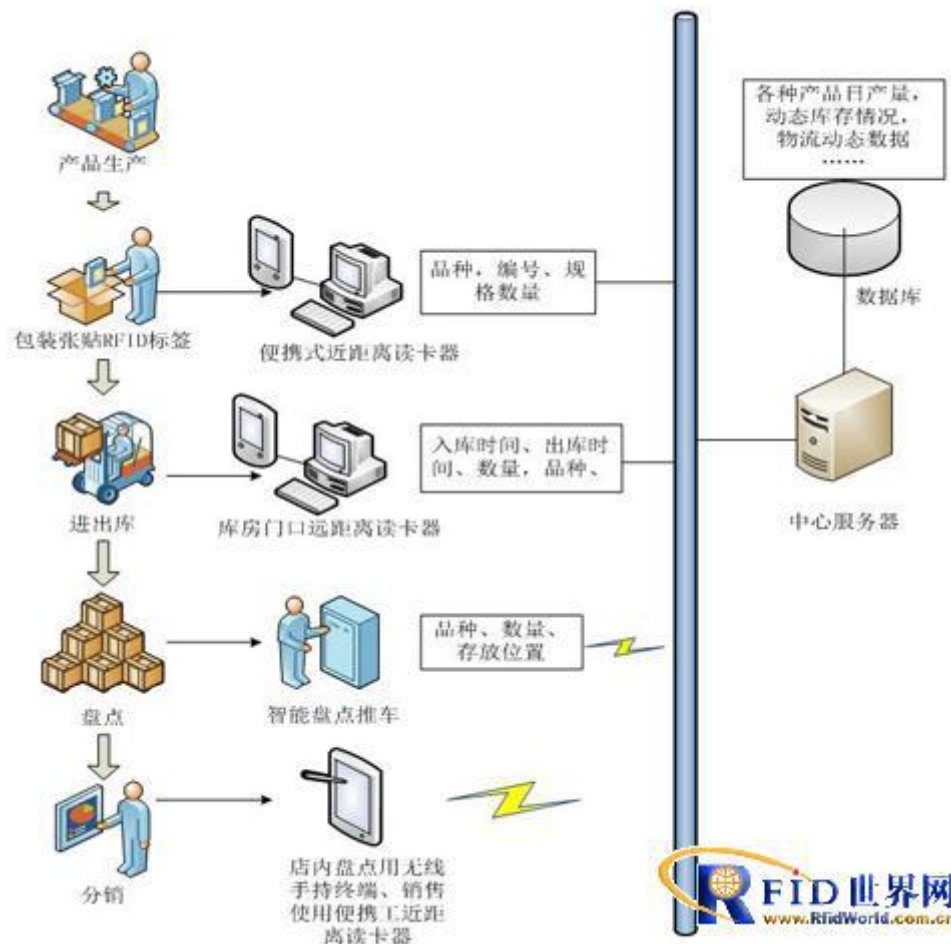 产品生产
包装张贴RFID标签
便携式近距离读卡器
品种，编号、规
格数量
进出库
库房门口远距离读卡器
入库时间、出库时
间、数量，品种、
盘点
智能盘点推车
品种、数量、
存放位置
分销
店内盘点用无线
手持终端、销售
使用便携工近距
离读卡器
各种产品日产量，
动态库存情况，
物流动态数据
......
数据库
中心服务器
RFID世界网
www.RfidWorld.com.cn